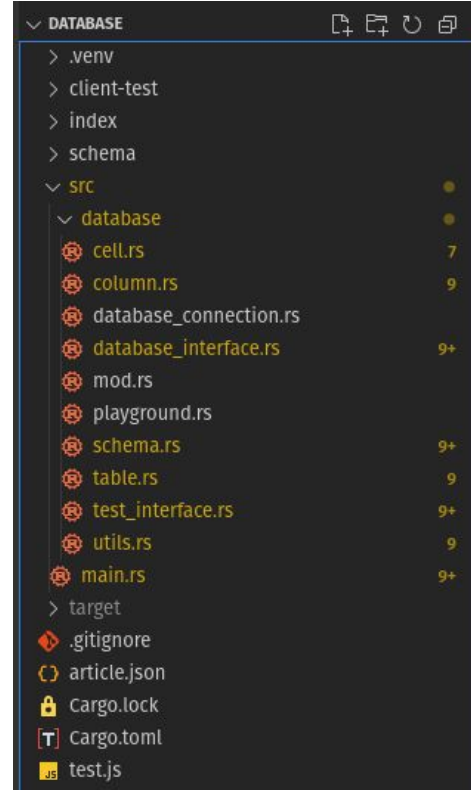 DATABASE
.venv
client-test
index
schema
src
database
cell.rs 7
column.rs 9
database_connection.rs
database_interface.rs 9+
mod.rs
playground.rs
schema.rs 9+
table.rs 9
test_interface.rs 9+
utils.rs 9
main.rs 9+
target
.gitignore
{} article.json
Cargo.lock
[T] Cargo.toml
JS test.js